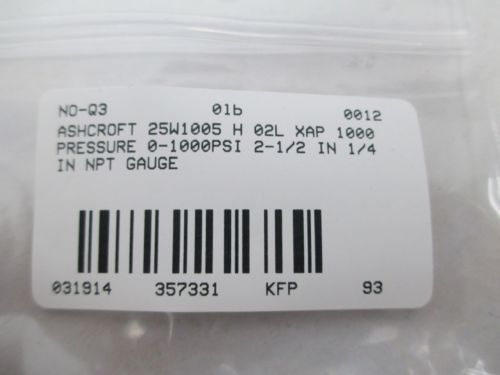 NO-Q3 01b 0012
ASHCROFT 25W1005 H 02L XAP 1000
PRESSURE 0-1000PSI 2-1/2 IN 1/4
IN NPT GAUGE
031914 357331 KFP 93